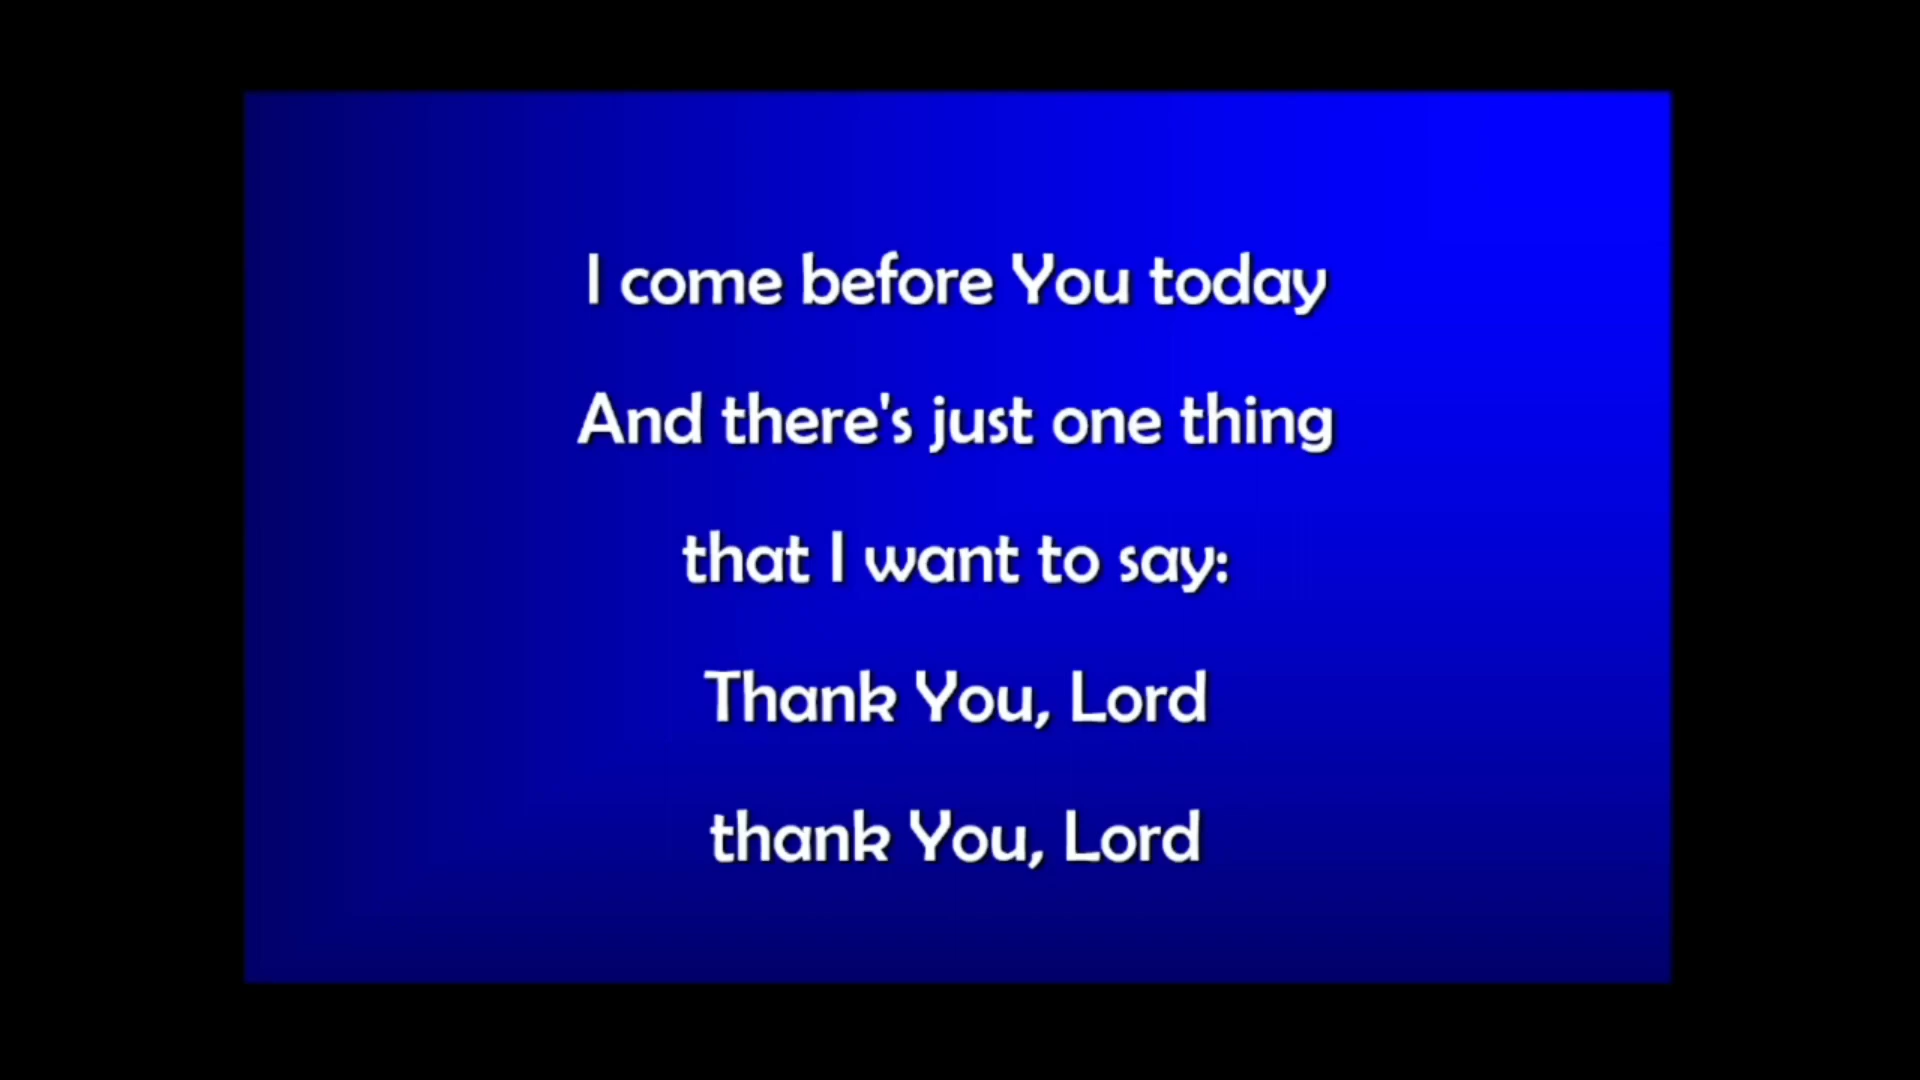 I come before You today
And there's just one thing
that I want to say:
Thank You, Lord
thank You, Lord